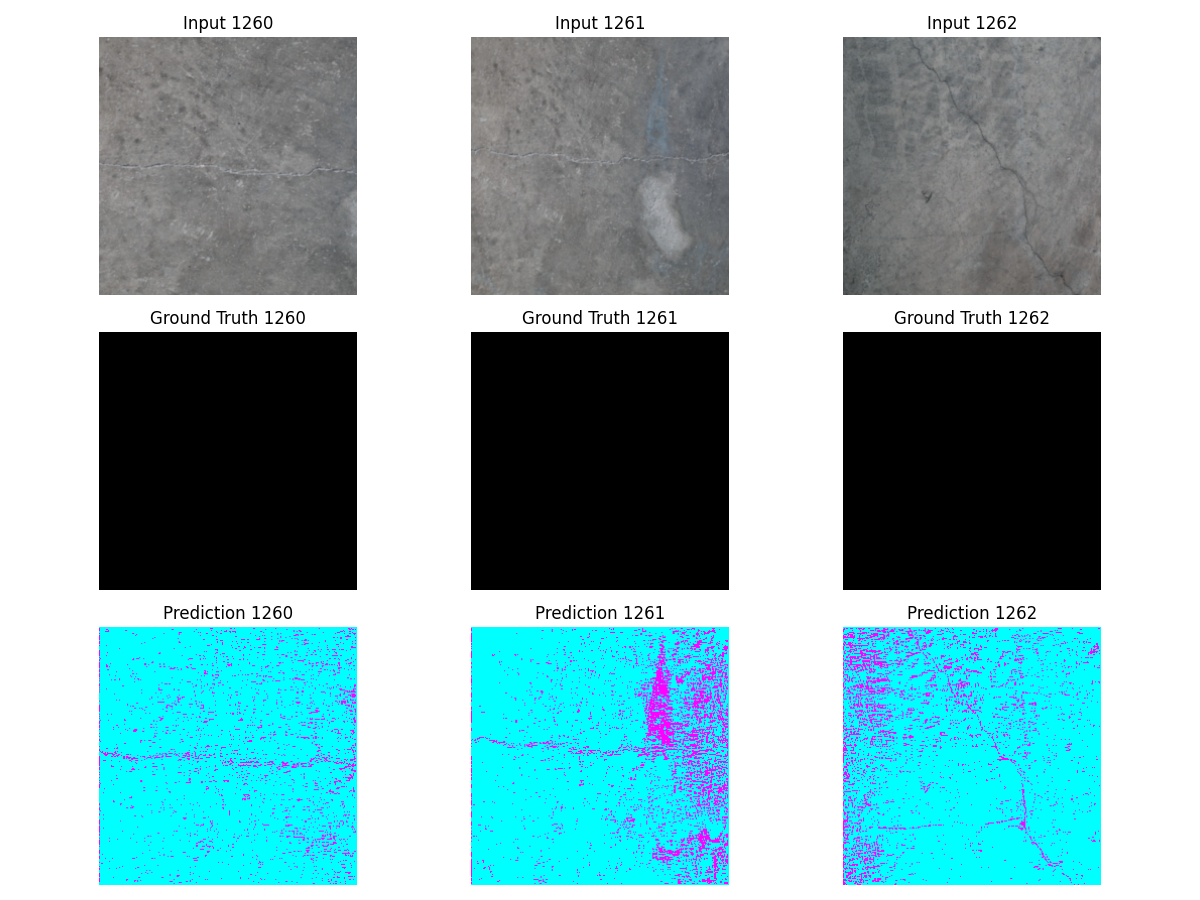 Input 1260
Input 1261
Input 1262
Ground Truth 1260
Ground Truth 1261
Ground Truth 1262
Prediction 1260
Prediction 1261
Prediction 1262